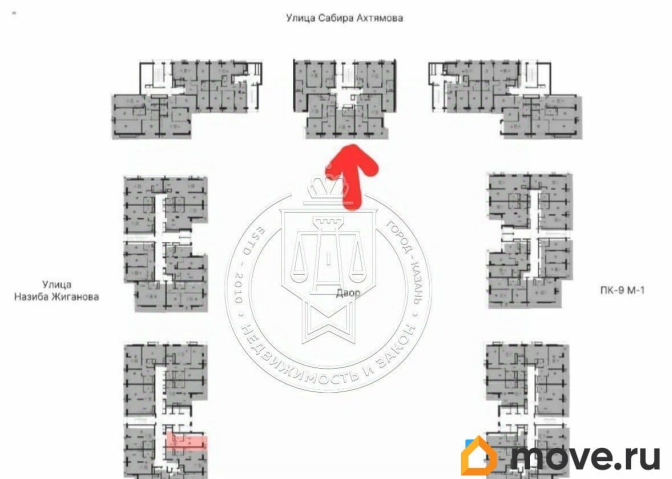 Улица Сабира Ахтямова
ESTD - 2010
ГОРОД - КАЗАНЬ
Улица
Назиба Жиганова
Двор
ПК-9 М-1
НЕДВИЖИМОСТЬ И ЗАКОН
move.ru